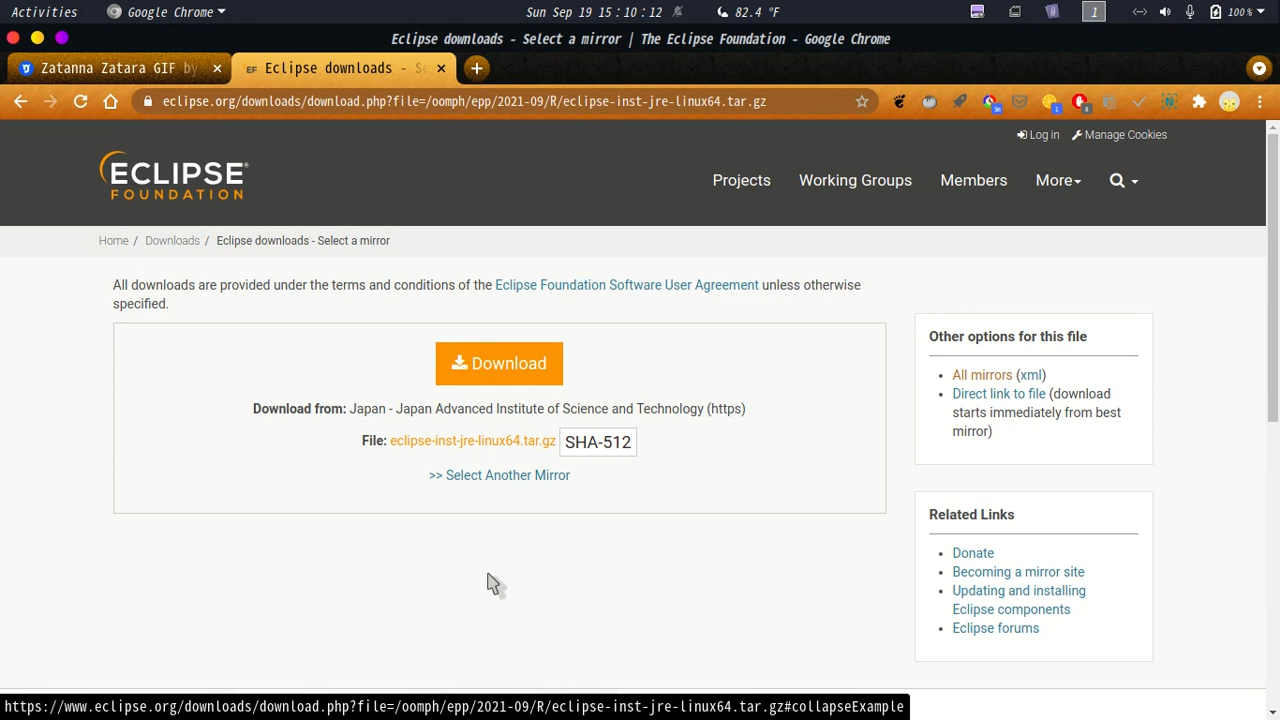 Activities Google Chrome Sun Sep 19 15:10:12 82.4 °F 1 100 %
Eclipse downloads - Select a mirror | The Eclipse Foundation - Google Chrome
Zatanna Zatara GIF by Eclipse downloads - Se
eclipse.org/downloads/download.php?file=/oomph/epp/2021-09/R/eclipse-inst-jre-linux64.tar.gz
Log in Manage Cookies
ECLIPSE
FOUNDATION
Projects Working Groups Members More
Home / Downloads / Eclipse downloads - Select a mirror
All downloads are provided under the terms and conditions of the Eclipse Foundation Software User Agreement unless otherwise
specified.
Download
Download from: Japan - Japan Advanced Institute of Science and Technology (https)
File: eclipse-inst-jre-linux64.tar.gz SHA-512
>> Select Another Mirror
Other options for this file
All mirrors (xml)
Direct link to file (download
starts immediately from best
mirror)
Related Links
Donate
Becoming a mirror site
Updating and installing
Eclipse components
Eclipse forums
https://www.eclipse.org/downloads/download.php?file=/oomph/epp/2021-09/R/eclipse-inst-jre-linux64.tar.gz#collapseExample